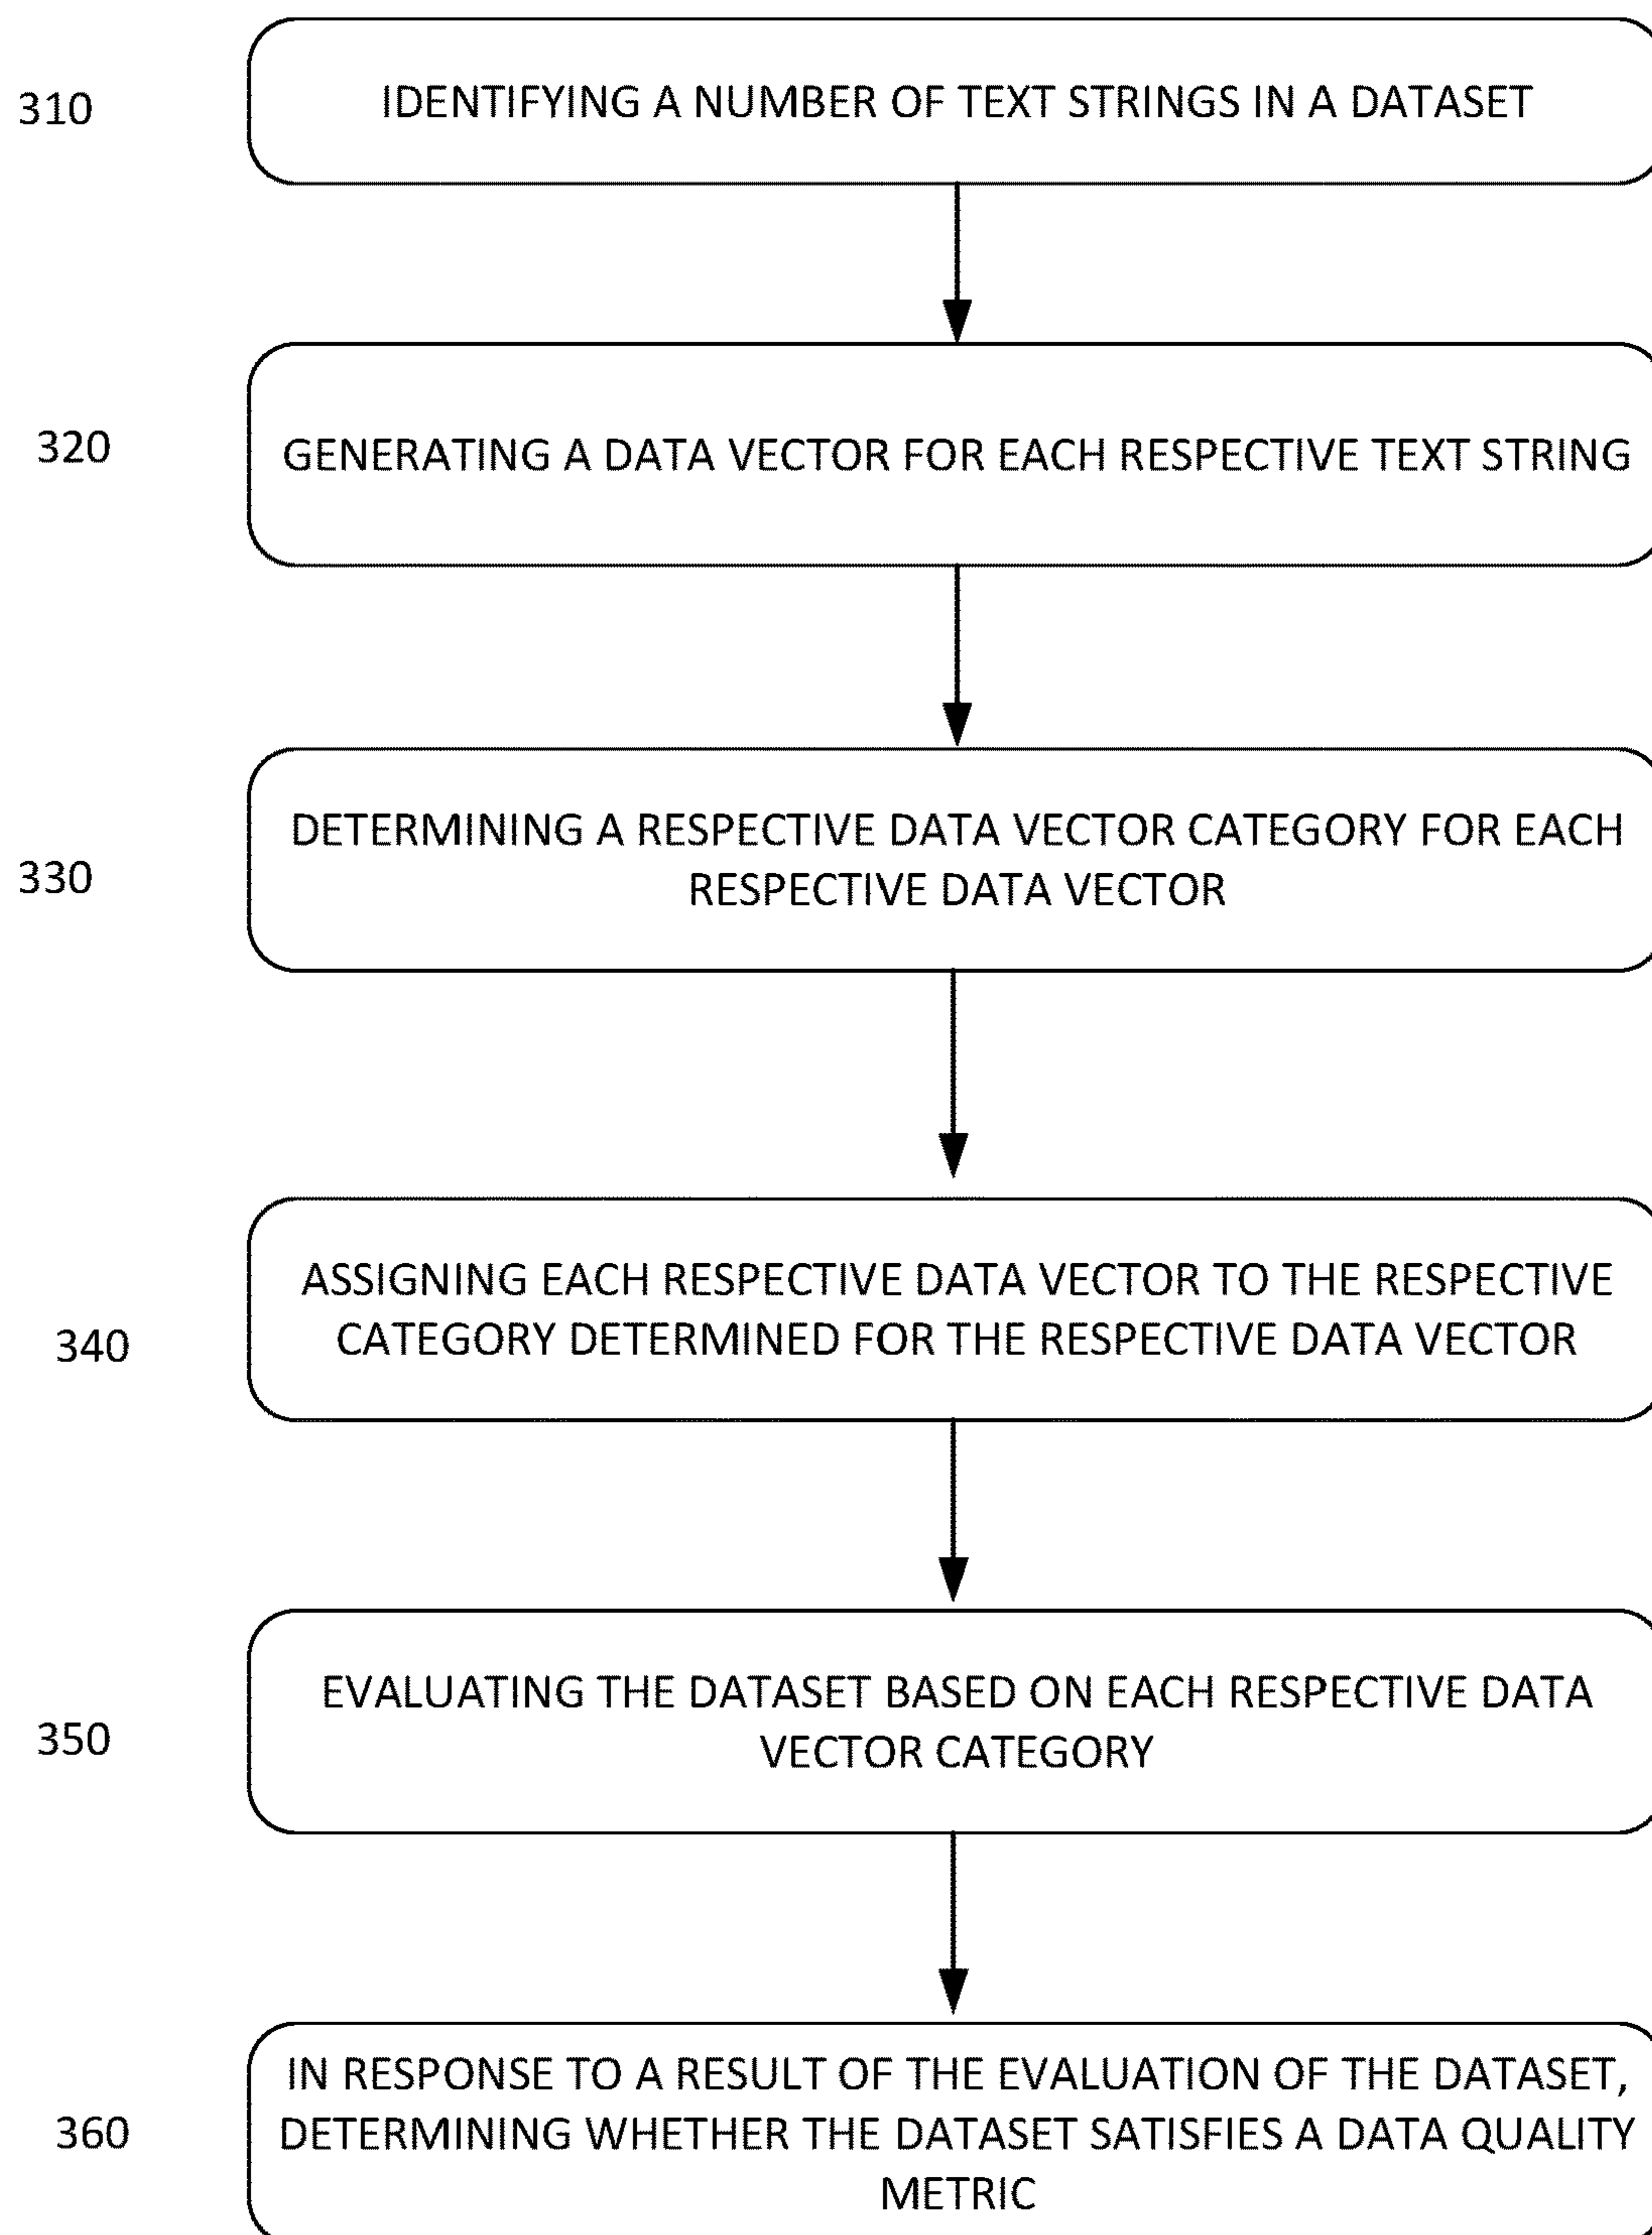 310
IDENTIFYING A NUMBER OF TEXT STRINGS IN A DATASET
320
GENERATING A DATA VECTOR FOR EACH RESPECTIVE TEXT STRING
330
DETERMINING A RESPECTIVE DATA VECTOR CATEGORY FOR EACH
RESPECTIVE DATA VECTOR
340
ASSIGNING EACH RESPECTIVE DATA VECTOR TO THE RESPECTIVE
CATEGORY DETERMINED FOR THE RESPECTIVE DATA VECTOR
350
EVALUATING THE DATASET BASED ON EACH RESPECTIVE DATA
VECTOR CATEGORY
360
IN RESPONSE TO A RESULT OF THE EVALUATION OF THE DATASET,
DETERMINING WHETHER THE DATASET SATISFIES A DATA QUALITY
METRIC